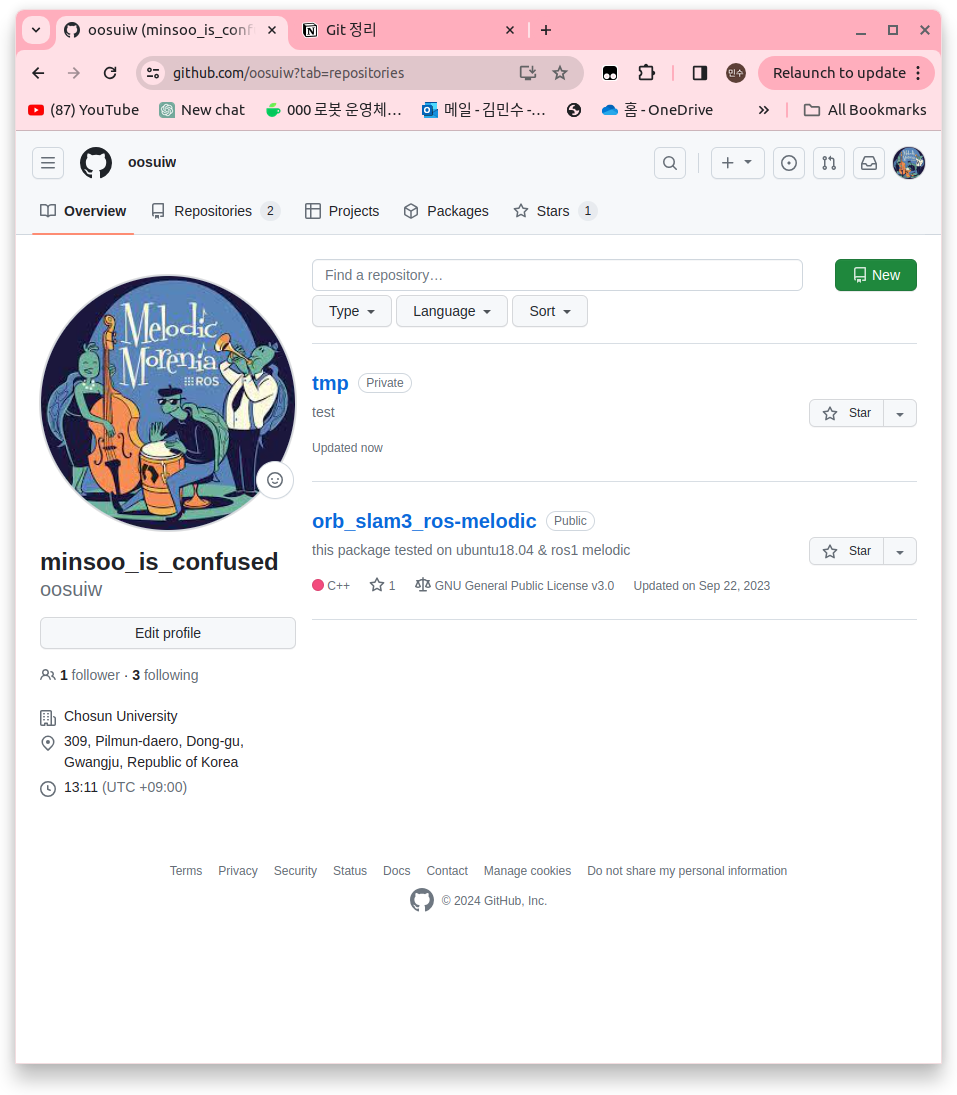 oosuiw (minsoo_is_conf
Git 정리
github.com/oosuiw?tab=repositories
민수
Relaunch to update
(87) YouTube
New chat
000 로봇 운영체…
메일 - 김민수 -…
홈 - OneDrive
All Bookmarks
oosuiw
Overview
Repositories 2
Projects
Packages
Stars 1
Melodic
Morenia
ROS
minsoo_is_confused
oosuiw
Edit profile
1 follower · 3 following
Chosun University
309, Pilmun-daero, Dong-gu,
Gwangju, Republic of Korea
13:11 (UTC +09:00)
Find a repository…
New
Type
Language
Sort
tmp Private
test
Star
Updated now
orb_slam3_ros-melodic Public
this package tested on ubuntu18.04 & ros1 melodic
Star
C++ 1 GNU General Public License v3.0 Updated on Sep 22, 2023
Terms Privacy Security Status Docs Contact Manage cookies Do not share my personal information
© 2024 GitHub, Inc.